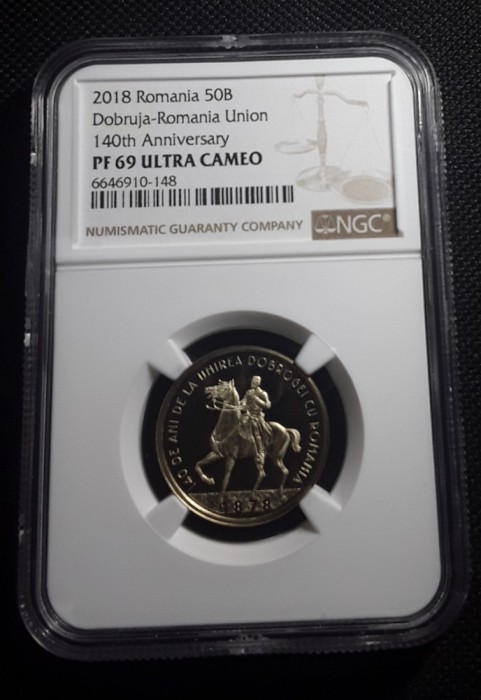 2018 Romania 50B
Dobruja-Romania Union
140th Anniversary
PF 69 ULTRA CAMEO
6646910-148
NUMISMATIC GUARANTY COMPANY
NGC®
140 DE ANI DE LA UNIREA DOBROGEI CU ROMANIA
1878